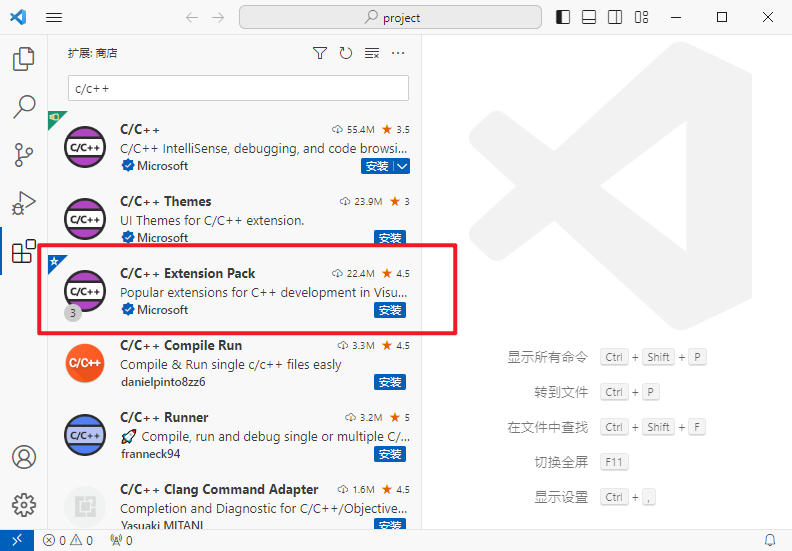 project
扩展: 商店
c/c++
C/C++ 55.4M 3.5
C/C++ IntelliSense, debugging, and code browsi...
Microsoft 安装
C/C++ Themes 23.9M 3
UI Themes for C/C++ extension.
Microsoft 安装
C/C++ Extension Pack 22.4M 4.5
Popular extensions for C++ development in Visu...
3 Microsoft 安装
C/C++ Compile Run 3.3M 4.5
Compile & Run single c/c++ files easly
danielpinto8zz6 安装
C/C++ Runner 3.2M 5
Compile, run and debug single or multiple C/...
franneck94 安装
C/C++ Clang Command Adapter 1.6M 4.5
Completion and Diagnostic for C/C++/Objective...
Yasuaki MITANI 安装
C/C++
C/C++
C/C++
C/C++
C/C++
显示所有命令 Ctrl + Shift + P
转到文件 Ctrl + P
在文件中查找 Ctrl + Shift + F
切换全屏 F11
显示设置 Ctrl + ,
0 0 0